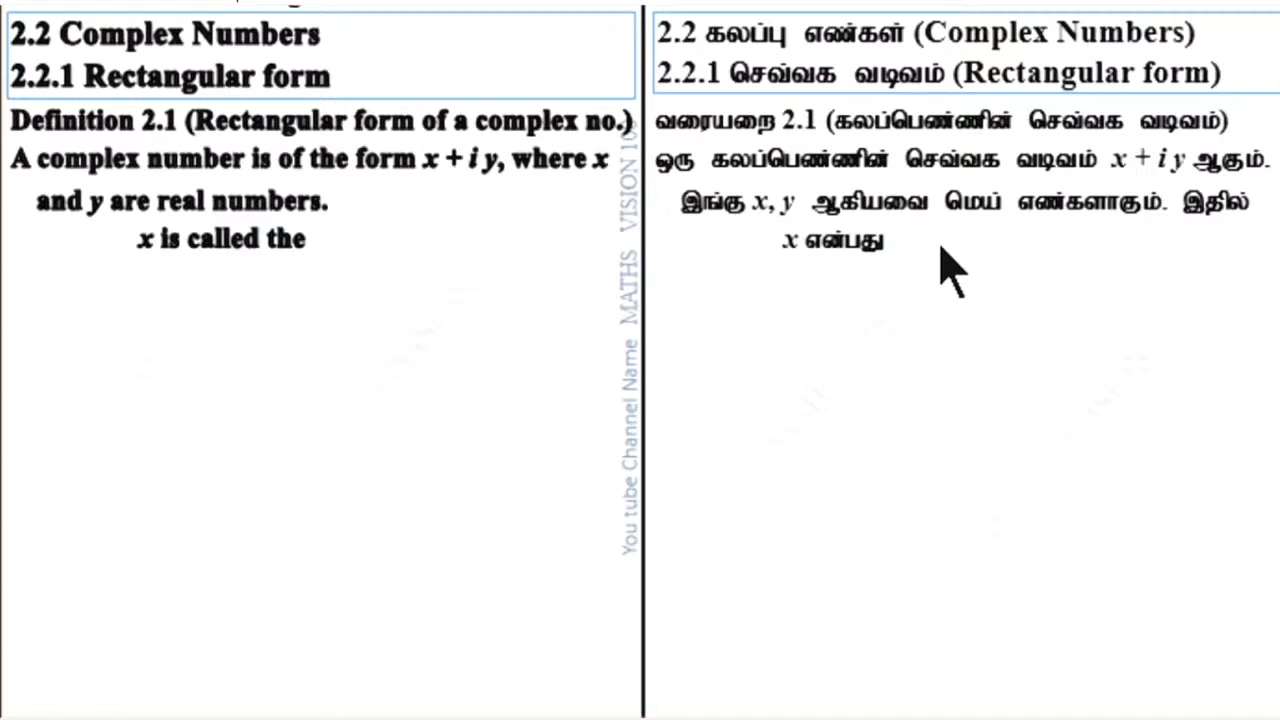 2.2 Complex Numbers
2.2.1 Rectangular form
Definition 2.1 (Rectangular form of a complex no.)
A complex number is of the form x + i y, where x
and y are real numbers.
x is called the
2.2 கலப்பு எண்கள் (Complex Numbers)
2.2.1 செவ்வக வடிவம் (Rectangular form)
வரையறை 2.1 (கலப்பெண்ணின் செவ்வக வடிவம்)
ஒரு கலப்பெண்ணின் செவ்வக வடிவம் x + i y ஆகும்.
இங்கு x, y ஆகியவை மெய் எண்களாகும். இதில்
x என்பது
You tube Channel Name MATHS VISION 10